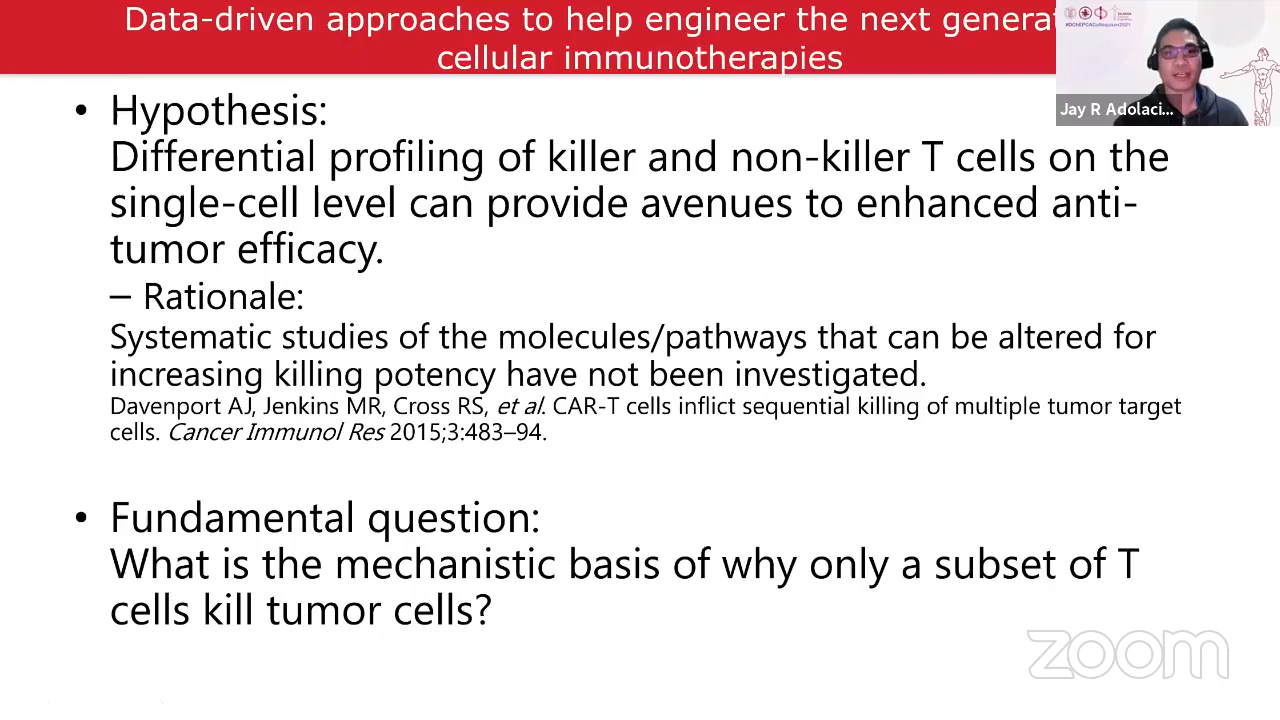 Data-driven approaches to help engineer the next
cellular immunotherapies
#DChEPCAColloquium2021
Jay R Adolaci...
• Hypothesis:
Differential profiling of killer and non-killer T cells on the
single-cell level can provide avenues to enhanced anti-
tumor efficacy.
– Rationale:
Systematic studies of the molecules/pathways that can be altered for
increasing killing potency have not been investigated.
Davenport AJ, Jenkins MR, Cross RS, et al. CAR-T cells inflict sequential killing of multiple tumor target
cells. Cancer Immunol Res 2015;3:483–94.
• Fundamental question:
What is the mechanistic basis of why only a subset of T
cells kill tumor cells?
zoom